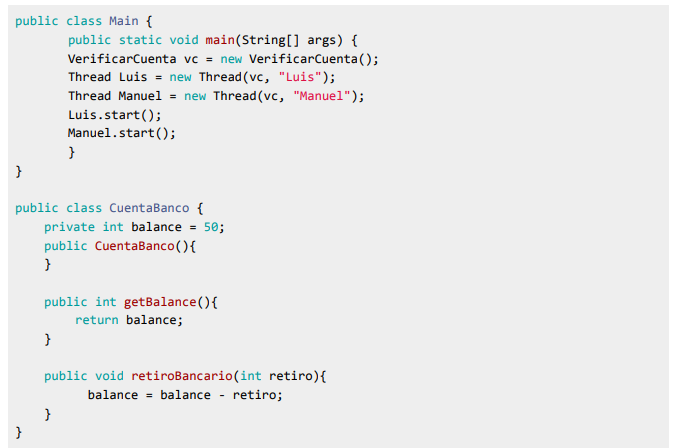 public class Main {
public static void main(String[] args) {
VerificarCuenta vc = new VerificarCuenta();
Thread Luis = new Thread(vc, "Luis");
Thread Manuel = new Thread(vc, "Manuel");
Luis.start();
Manuel.start();
}
}
public class CuentaBanco {
private int balance = 50;
public CuentaBanco(){
}
public int getBalance(){
return balance;
}
public void retiroBancario(int retiro){
balance = balance - retiro;
}
}